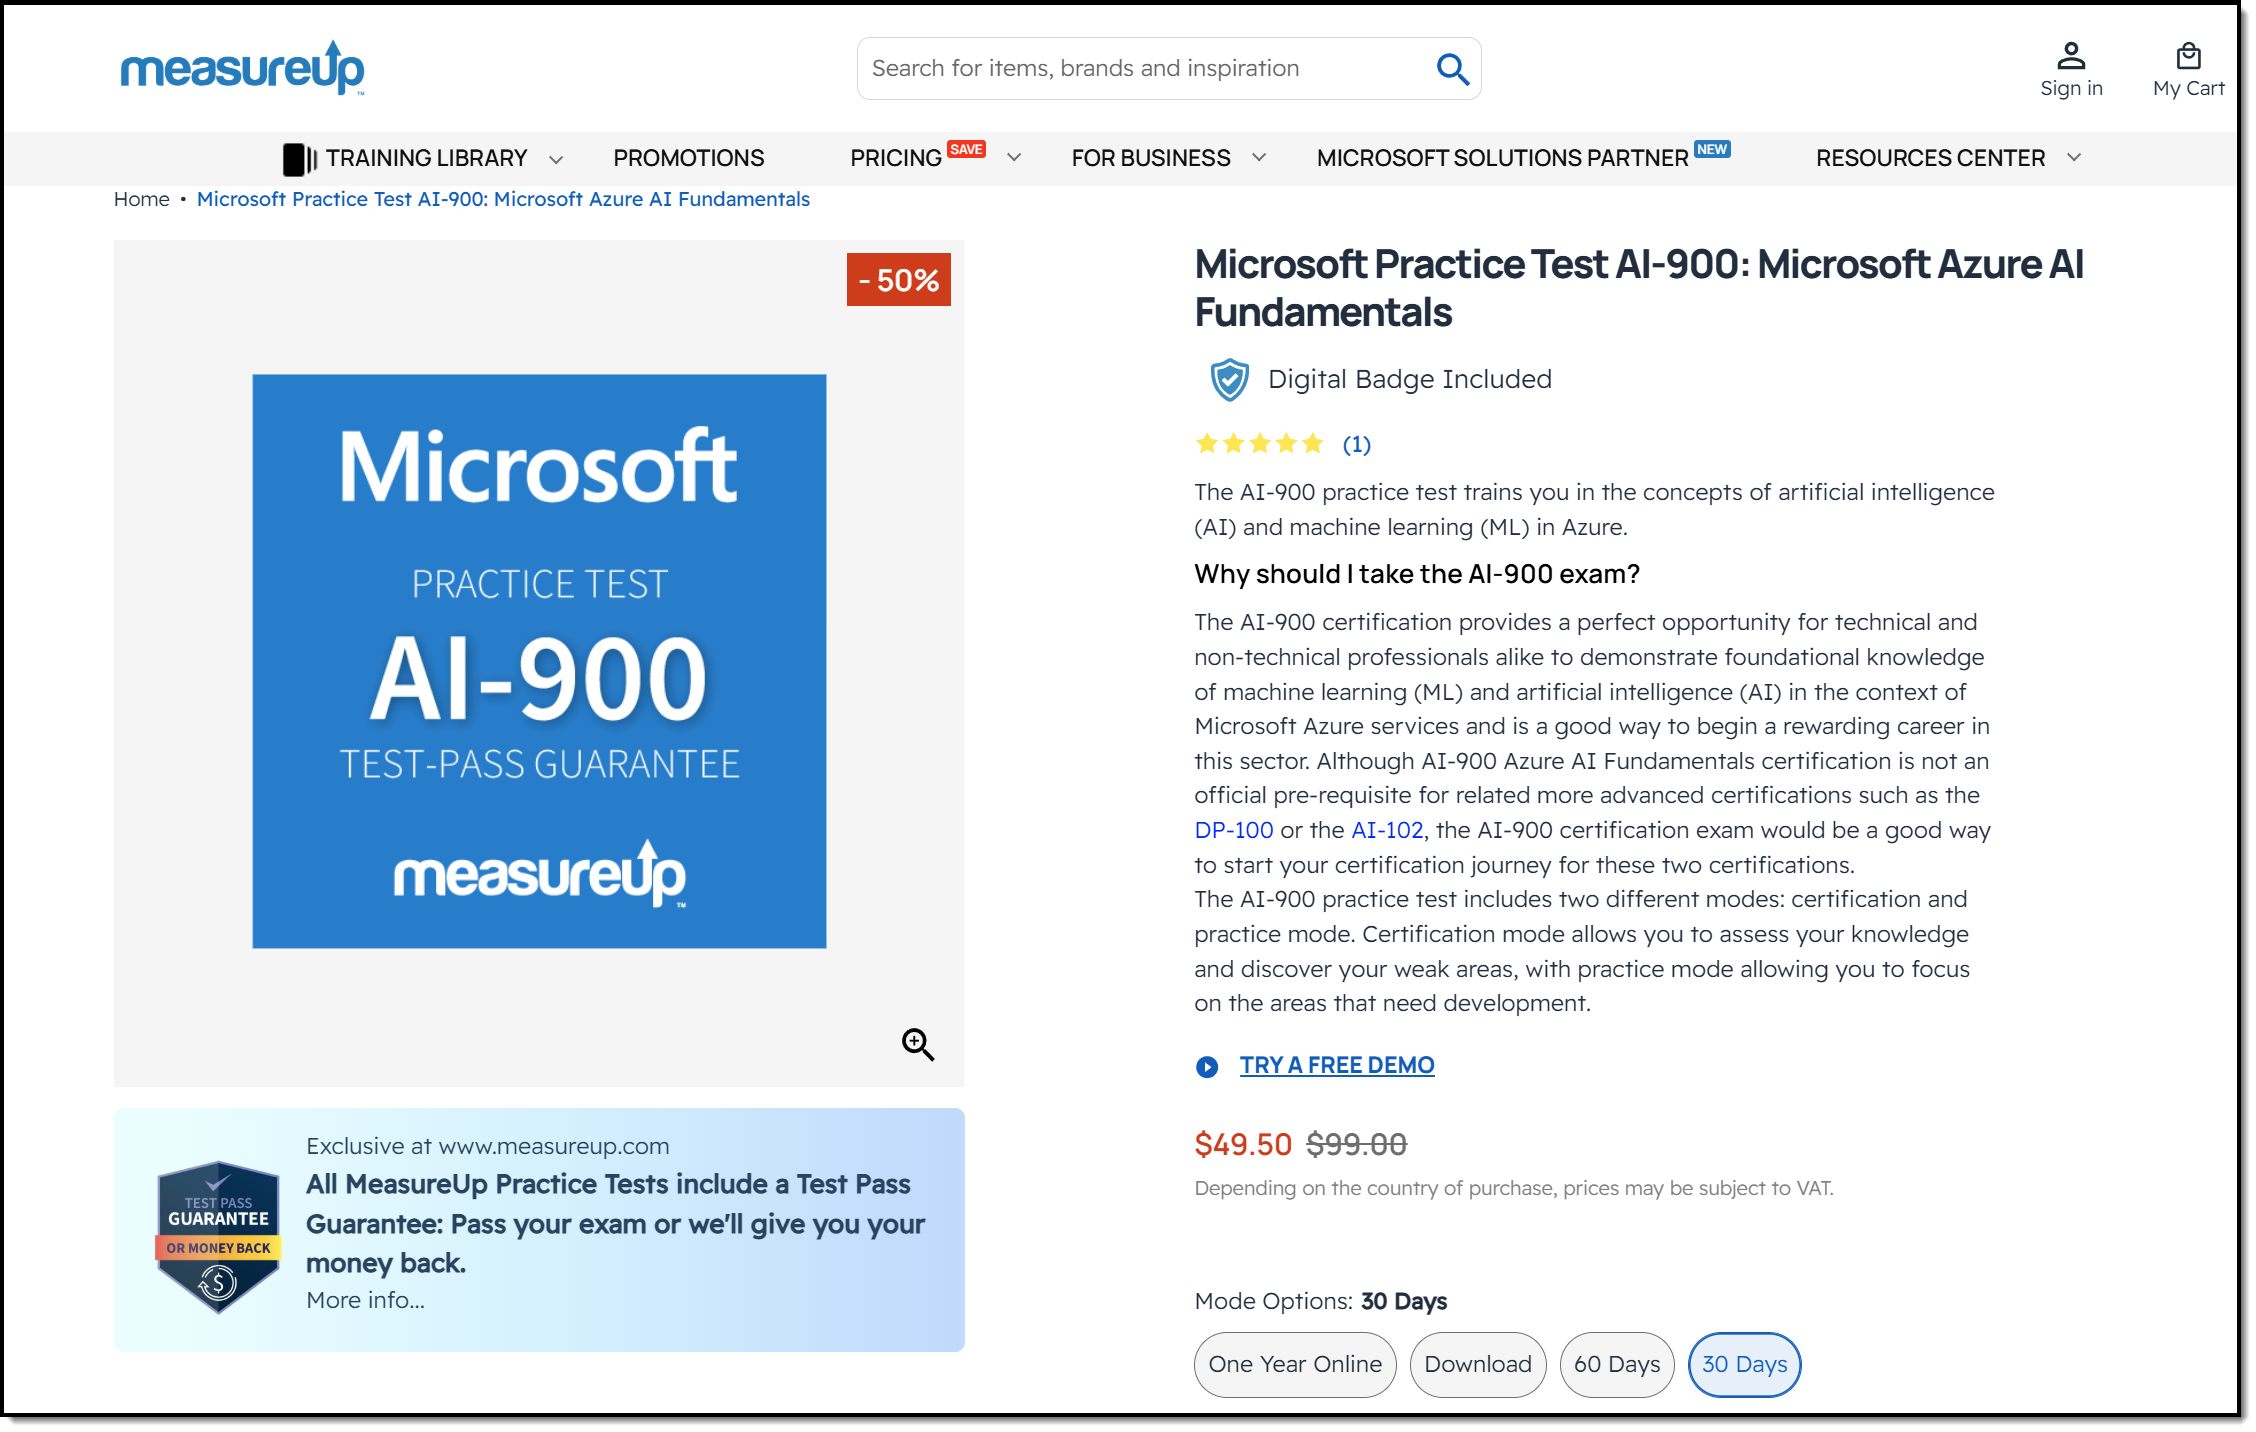 measureup™
Search for items, brands and inspiration
Sign in
My Cart
TRAINING LIBRARY
PROMOTIONS
PRICING SAVE
FOR BUSINESS
MICROSOFT SOLUTIONS PARTNER NEW
RESOURCES CENTER
Home • Microsoft Practice Test AI-900: Microsoft Azure AI Fundamentals
- 50%
Microsoft
PRACTICE TEST
AI-900
TEST-PASS GUARANTEE
measureup™
TEST PASS
GUARANTEE
OR MONEY BACK
$
Exclusive at www.measureup.com
All MeasureUp Practice Tests include a Test Pass
Guarantee: Pass your exam or we'll give you your
money back.
More info...
Microsoft Practice Test AI-900: Microsoft Azure AI
Fundamentals
Digital Badge Included
(1)
The AI-900 practice test trains you in the concepts of artificial intelligence
(AI) and machine learning (ML) in Azure.
Why should I take the AI-900 exam?
The AI-900 certification provides a perfect opportunity for technical and
non-technical professionals alike to demonstrate foundational knowledge
of machine learning (ML) and artificial intelligence (AI) in the context of
Microsoft Azure services and is a good way to begin a rewarding career in
this sector. Although AI-900 Azure AI Fundamentals certification is not an
official pre-requisite for related more advanced certifications such as the
DP-100 or the AI-102, the AI-900 certification exam would be a good way
to start your certification journey for these two certifications.
The AI-900 practice test includes two different modes: certification and
practice mode. Certification mode allows you to assess your knowledge
and discover your weak areas, with practice mode allowing you to focus
on the areas that need development.
TRY A FREE DEMO
$49.50 $99.00
Depending on the country of purchase, prices may be subject to VAT.
Mode Options: 30 Days
One Year Online
Download
60 Days
30 Days